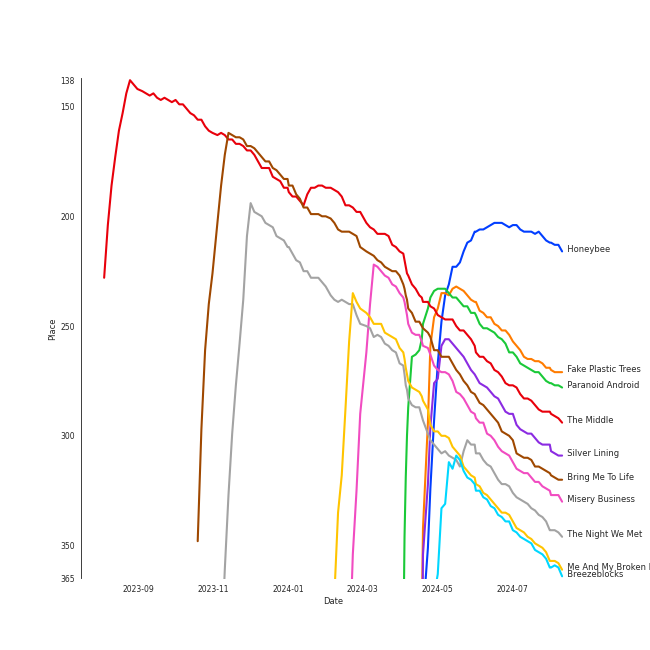 138
150
200
250
300
350
365
Place
2023-09
2023-11
2024-01
2024-03
2024-05
2024-07
Date
Honeybee
Fake Plastic Trees
Paranoid Android
The Middle
Silver Lining
Bring Me To Life
Misery Business
The Night We Met
Me And My Broken
Breezeblocks